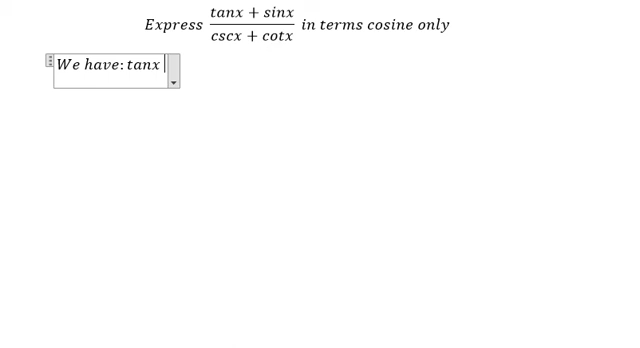 Express (tanx + sinx)/(cscx + cotx) in terms cosine only
We have: tanx